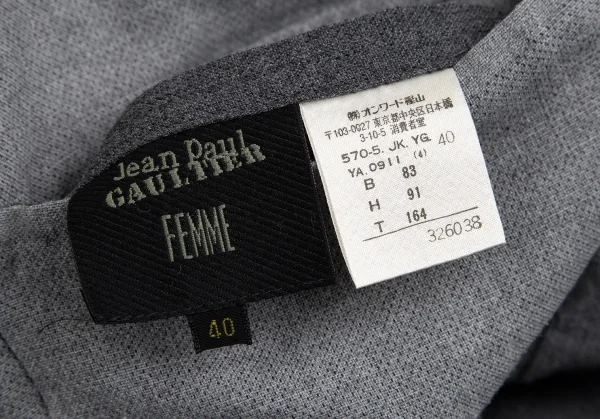 Jean Paul
GAULTIER
FEMME
40
㈱オンワード樫山
〒103-0027 東京都中央区日本橋
3-10-5 消費者室
570-5. JK. YG. 40
YA. 0911 (4)
B 83
H 91
T 164
326038